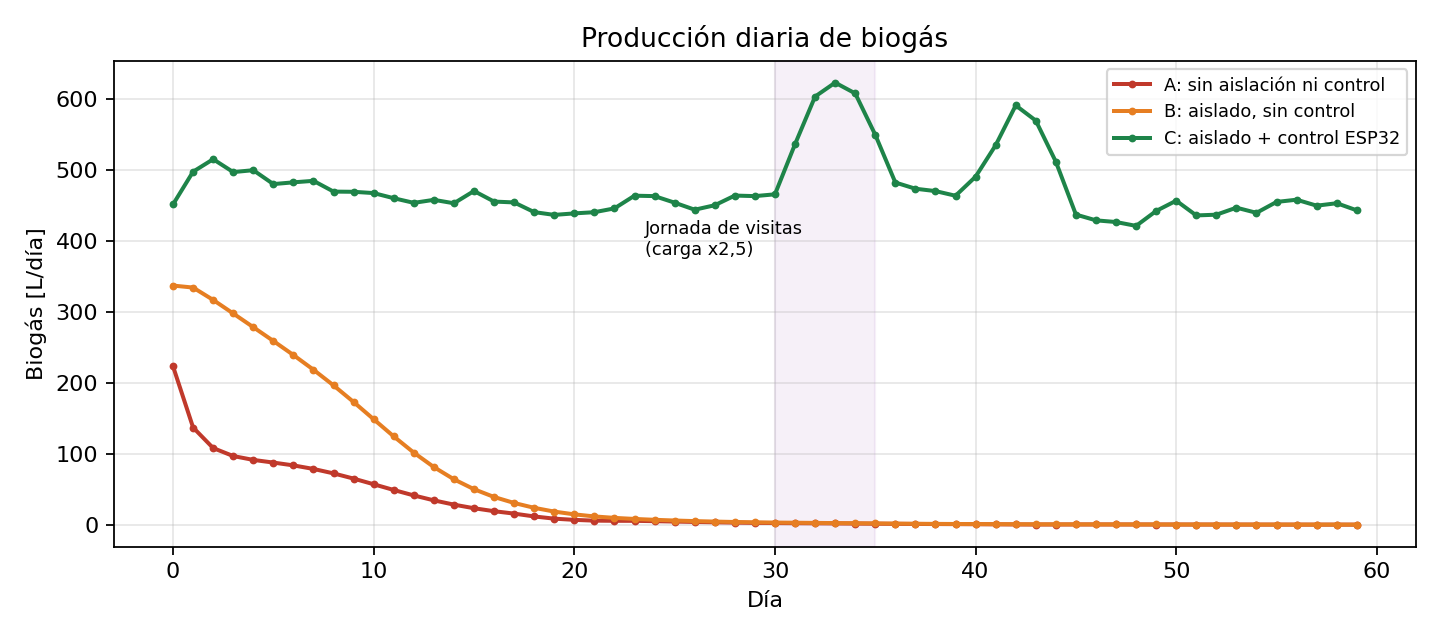 Producción diaria de biogás
A: sin aislación ni control
B: aislado, sin control
C: aislado + control ESP32
Jornada de visitas
(carga x2,5)
Biogás [L/día]
600
500
400
300
200
100
0
0 10 20 30 40 50 60
Día